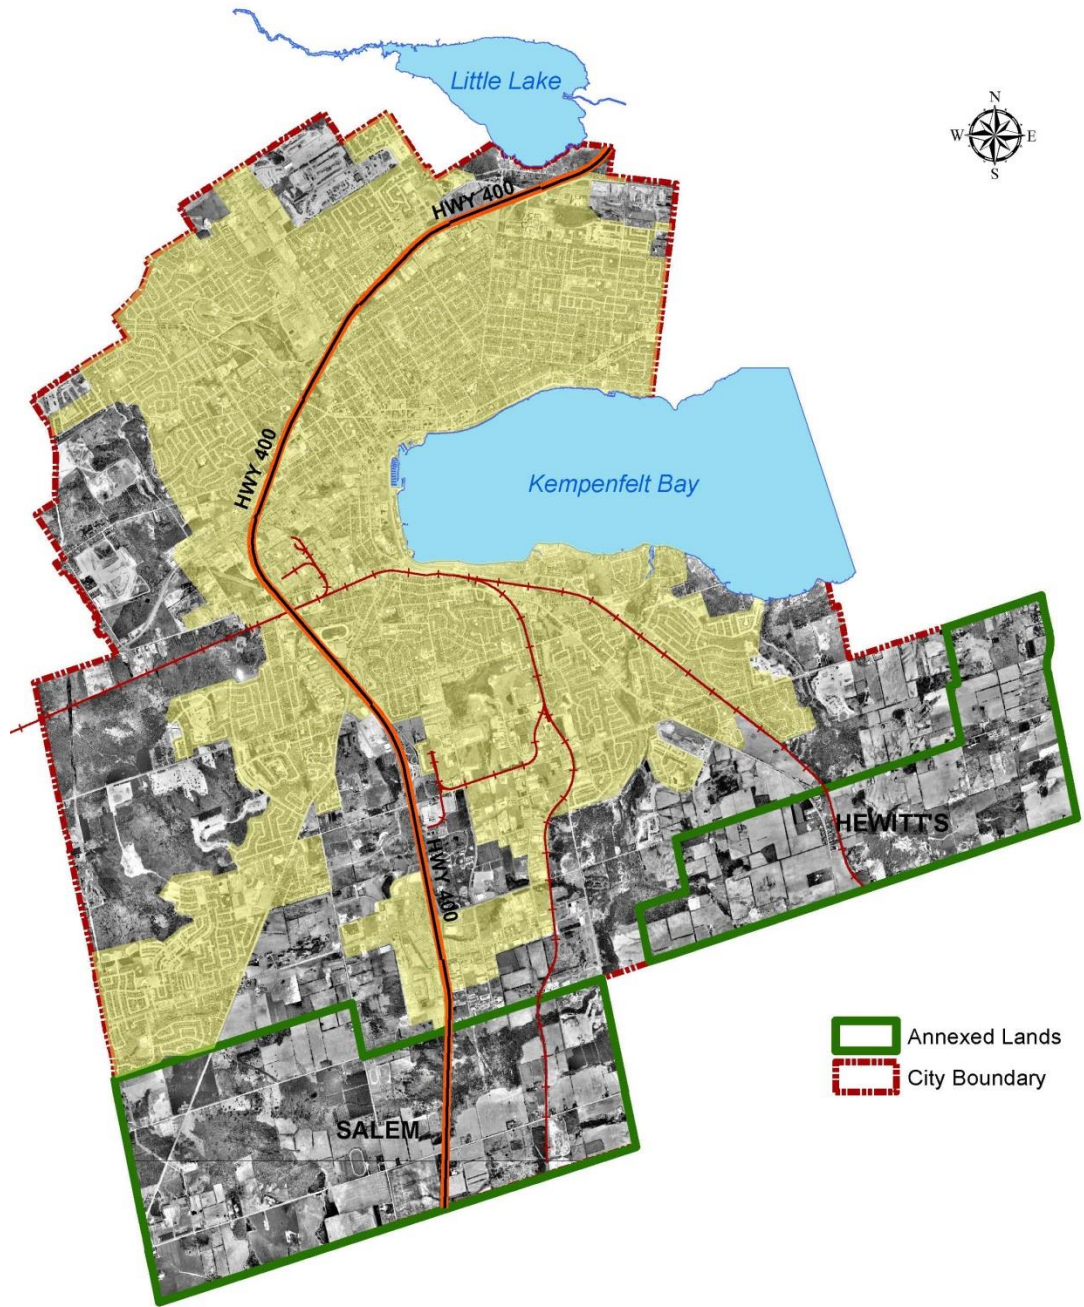 Little Lake
N
W E
S
HWY 400
HWY 400
Kempenfelt Bay
HEWITT'S
HWY 400
Annexed Lands
City Boundary
SALEM